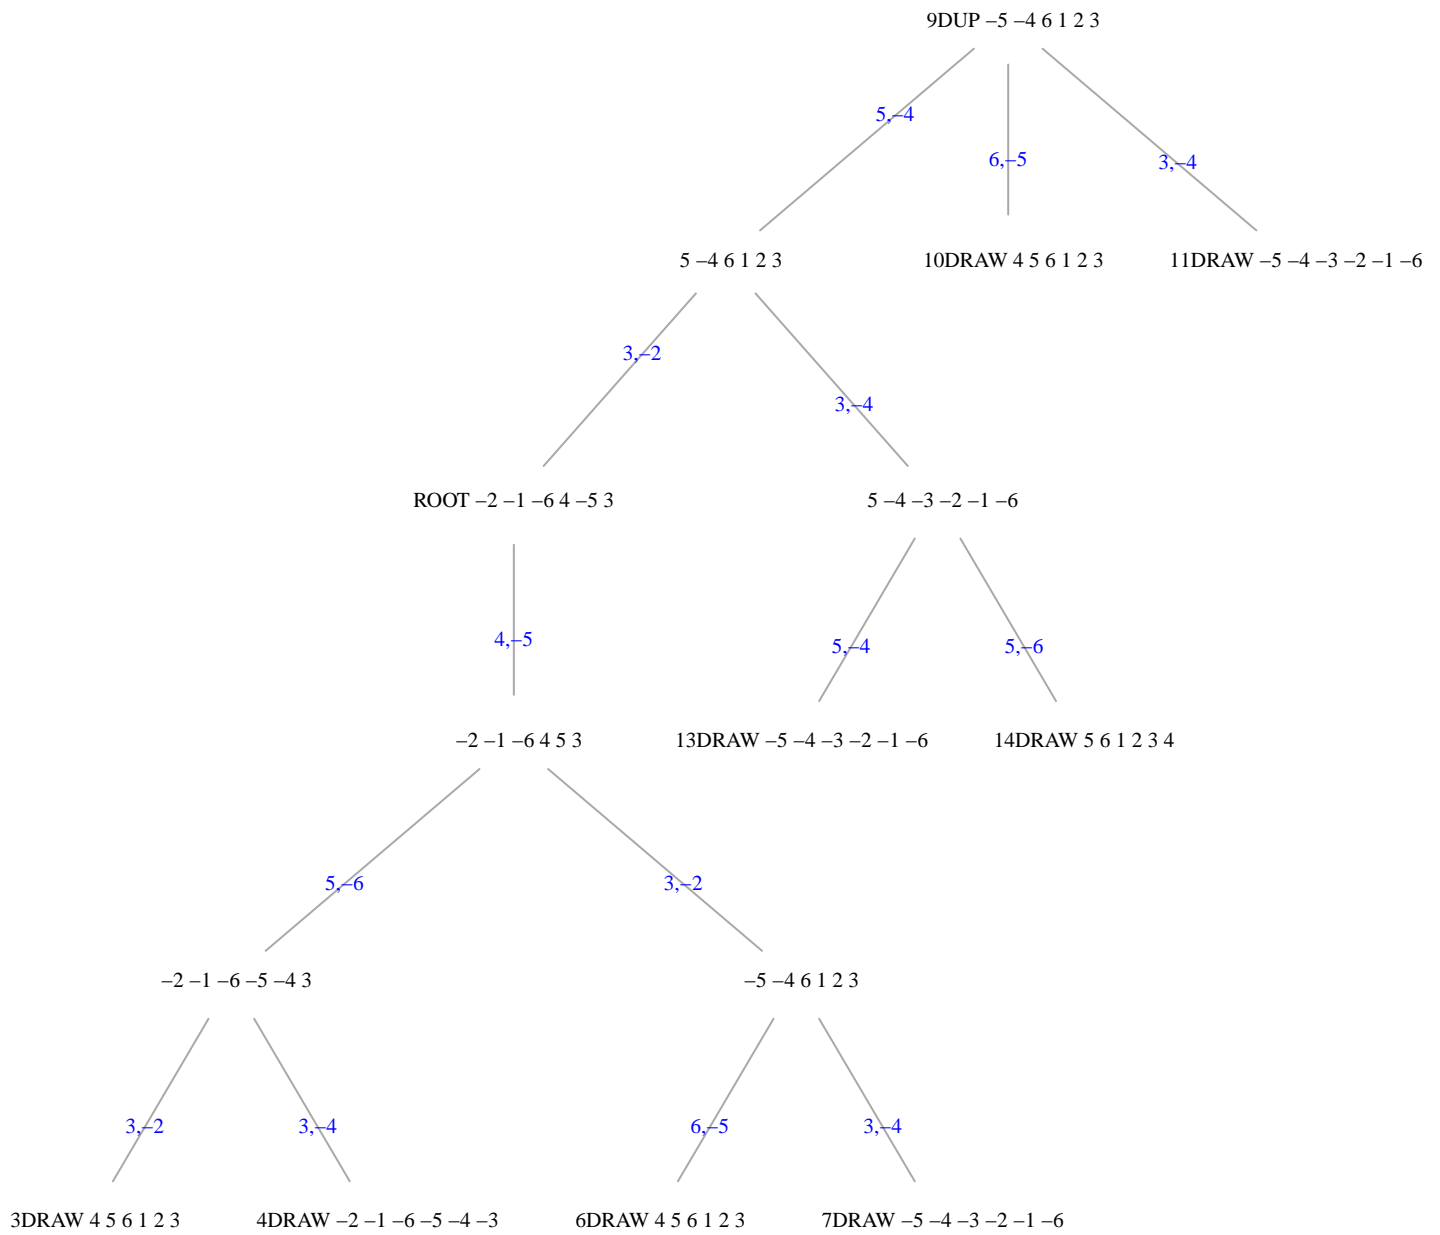 9DUP –5 –4 6 1 2 3
5,–4
6,–5
3,–4
5 –4 6 1 2 3
10DRAW 4 5 6 1 2 3
11DRAW –5 –4 –3 –2 –1 –6
3,–2
3,–4
ROOT –2 –1 –6 4 –5 3
5 –4 –3 –2 –1 –6
4,–5
5,–4
5,–6
–2 –1 –6 4 5 3
13DRAW –5 –4 –3 –2 –1 –6
14DRAW 5 6 1 2 3 4
5,–6
3,–2
–2 –1 –6 –5 –4 3
–5 –4 6 1 2 3
3,–2
3,–4
6,–5
3,–4
3DRAW 4 5 6 1 2 3
4DRAW –2 –1 –6 –5 –4 –3
6DRAW 4 5 6 1 2 3
7DRAW –5 –4 –3 –2 –1 –6